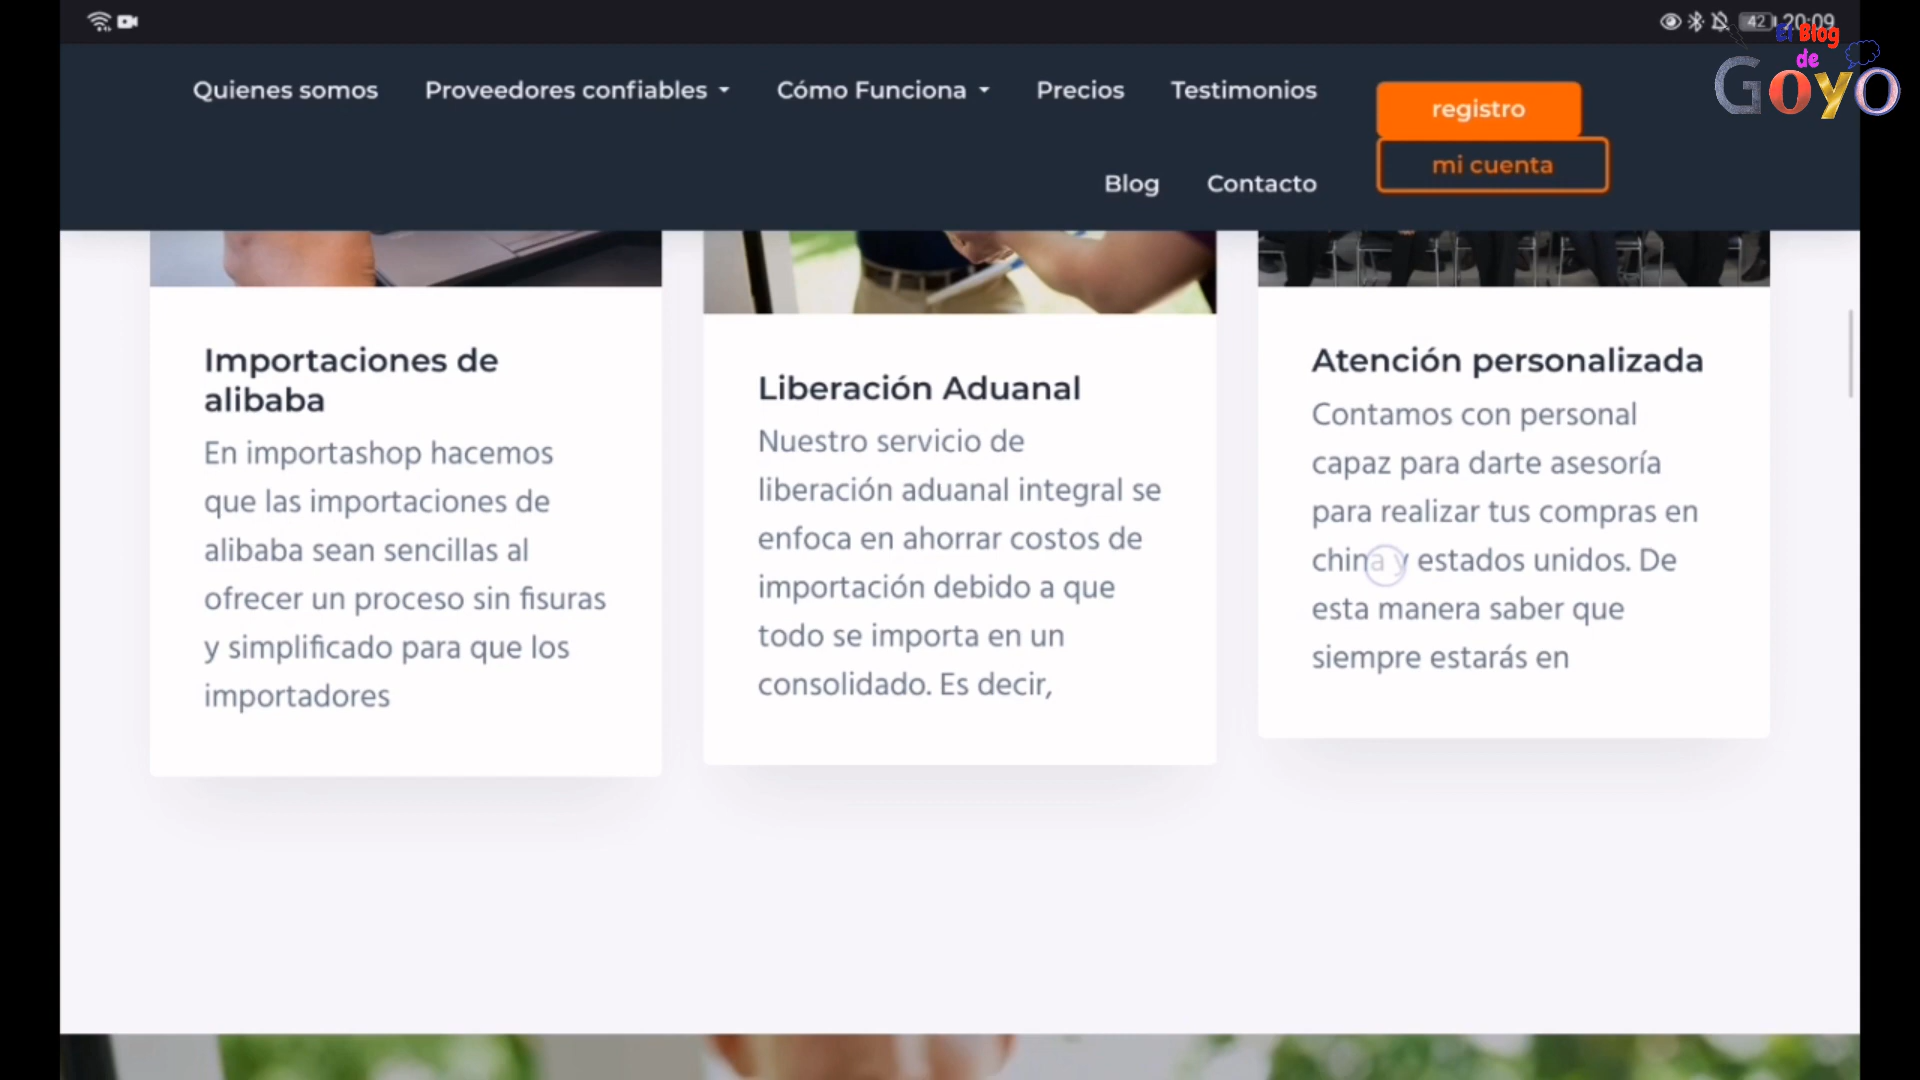 42 20:09
El Blog
de
Goyo
Quienes somos Proveedores confiables Cómo Funciona Precios Testimonios
registro
mi cuenta
Blog Contacto
Importaciones de
alibaba
En importashop hacemos
que las importaciones de
alibaba sean sencillas al
ofrecer un proceso sin fisuras
y simplificado para que los
importadores
Liberación Aduanal
Nuestro servicio de
liberación aduanal integral se
enfoca en ahorrar costos de
importación debido a que
todo se importa en un
consolidado. Es decir,
Atención personalizada
Contamos con personal
capaz para darte asesoría
para realizar tus compras en
china y estados unidos. De
esta manera saber que
siempre estarás en